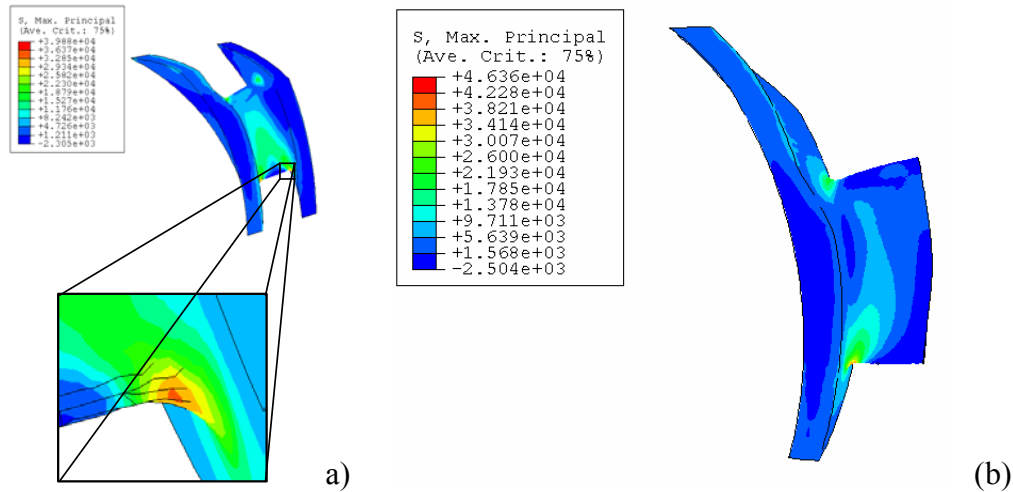 S, Max. Principal
(Ave. Crit.: 75%)
+3.988e+04
+3.637e+04
+3.285e+04
+2.934e+04
+2.582e+04
+2.230e+04
+1.879e+04
+1.527e+04
+1.176e+04
+8.242e+03
+4.726e+03
+1.211e+03
-2.305e+03
a)
S, Max. Principal
(Ave. Crit.: 75%)
+4.636e+04
+4.228e+04
+3.821e+04
+3.414e+04
+3.007e+04
+2.600e+04
+2.193e+04
+1.785e+04
+1.378e+04
+9.711e+03
+5.639e+03
+1.568e+03
-2.504e+03
(b)